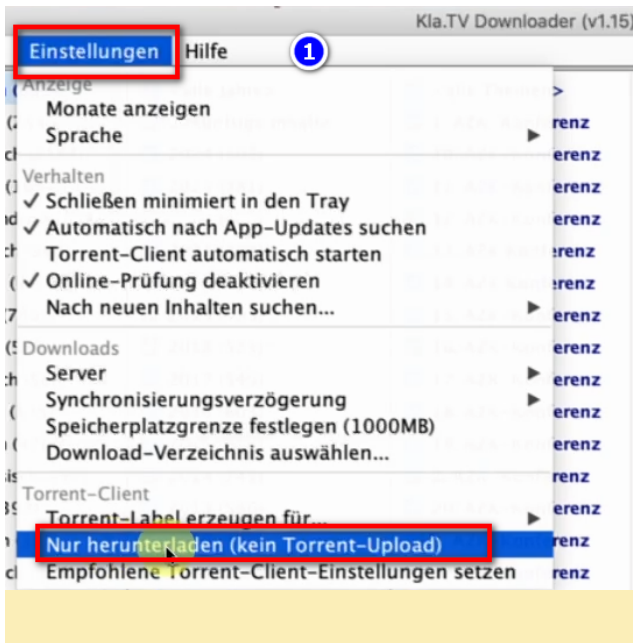 Kla.TV Downloader (v1.15)
Einstellungen Hilfe 1
Anzeige
Monate anzeigen
Sprache
Verhalten
✓ Schließen minimiert in den Tray
✓ Automatisch nach App-Updates suchen
Torrent-Client automatisch starten
✓ Online-Prüfung deaktivieren
Nach neuen Inhalten suchen...
Downloads
Server
Synchronisierungsverzögerung
Speicherplatzgrenze festlegen (1000MB)
Download-Verzeichnis auswählen...
Torrent-Client
Torrent-Label erzeugen für...
Nur herunterladen (kein Torrent-Upload)
Empfohlene Torrent-Client-Einstellungen setzen